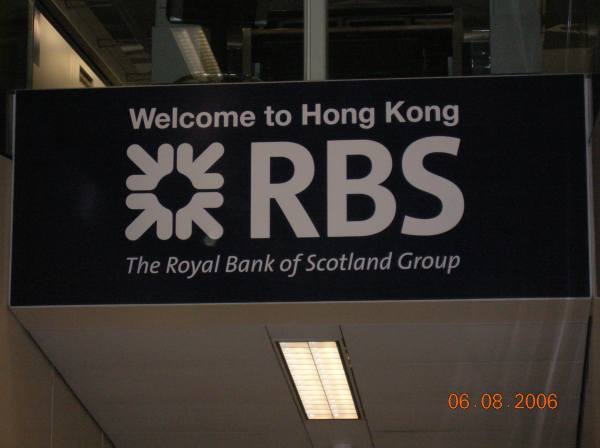 Welcome to Hong Kong
RBS
The Royal Bank of Scotland Group
06.08.2006